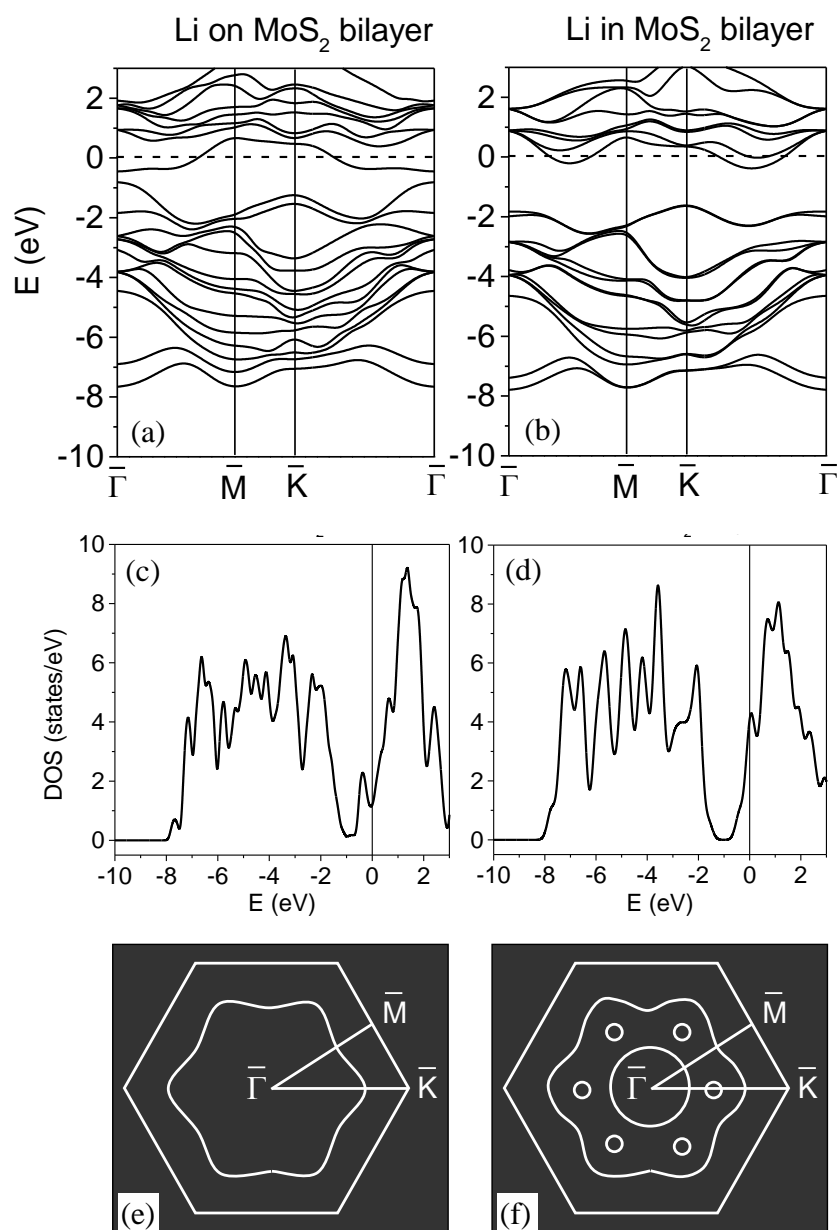 Li on MoS₂ bilayer
Li in MoS₂ bilayer
E (eV)
2
0
-2
-4
-6
-8
-10
(a)
Γ̅ M̅ K̅ Γ̅
2
0
-2
-4
-6
-8
-10
(b)
Γ̅ M̅ K̅ Γ̅
DOS (states/eV)
10
8
6
4
2
0
(c)
-10 -8 -6 -4 -2 0 2
E (eV)
10
8
6
4
2
0
(d)
-10 -8 -6 -4 -2 0 2
E (eV)
M̅
Γ̅ K̅
(e)
M̅
Γ̅ K̅
(f)